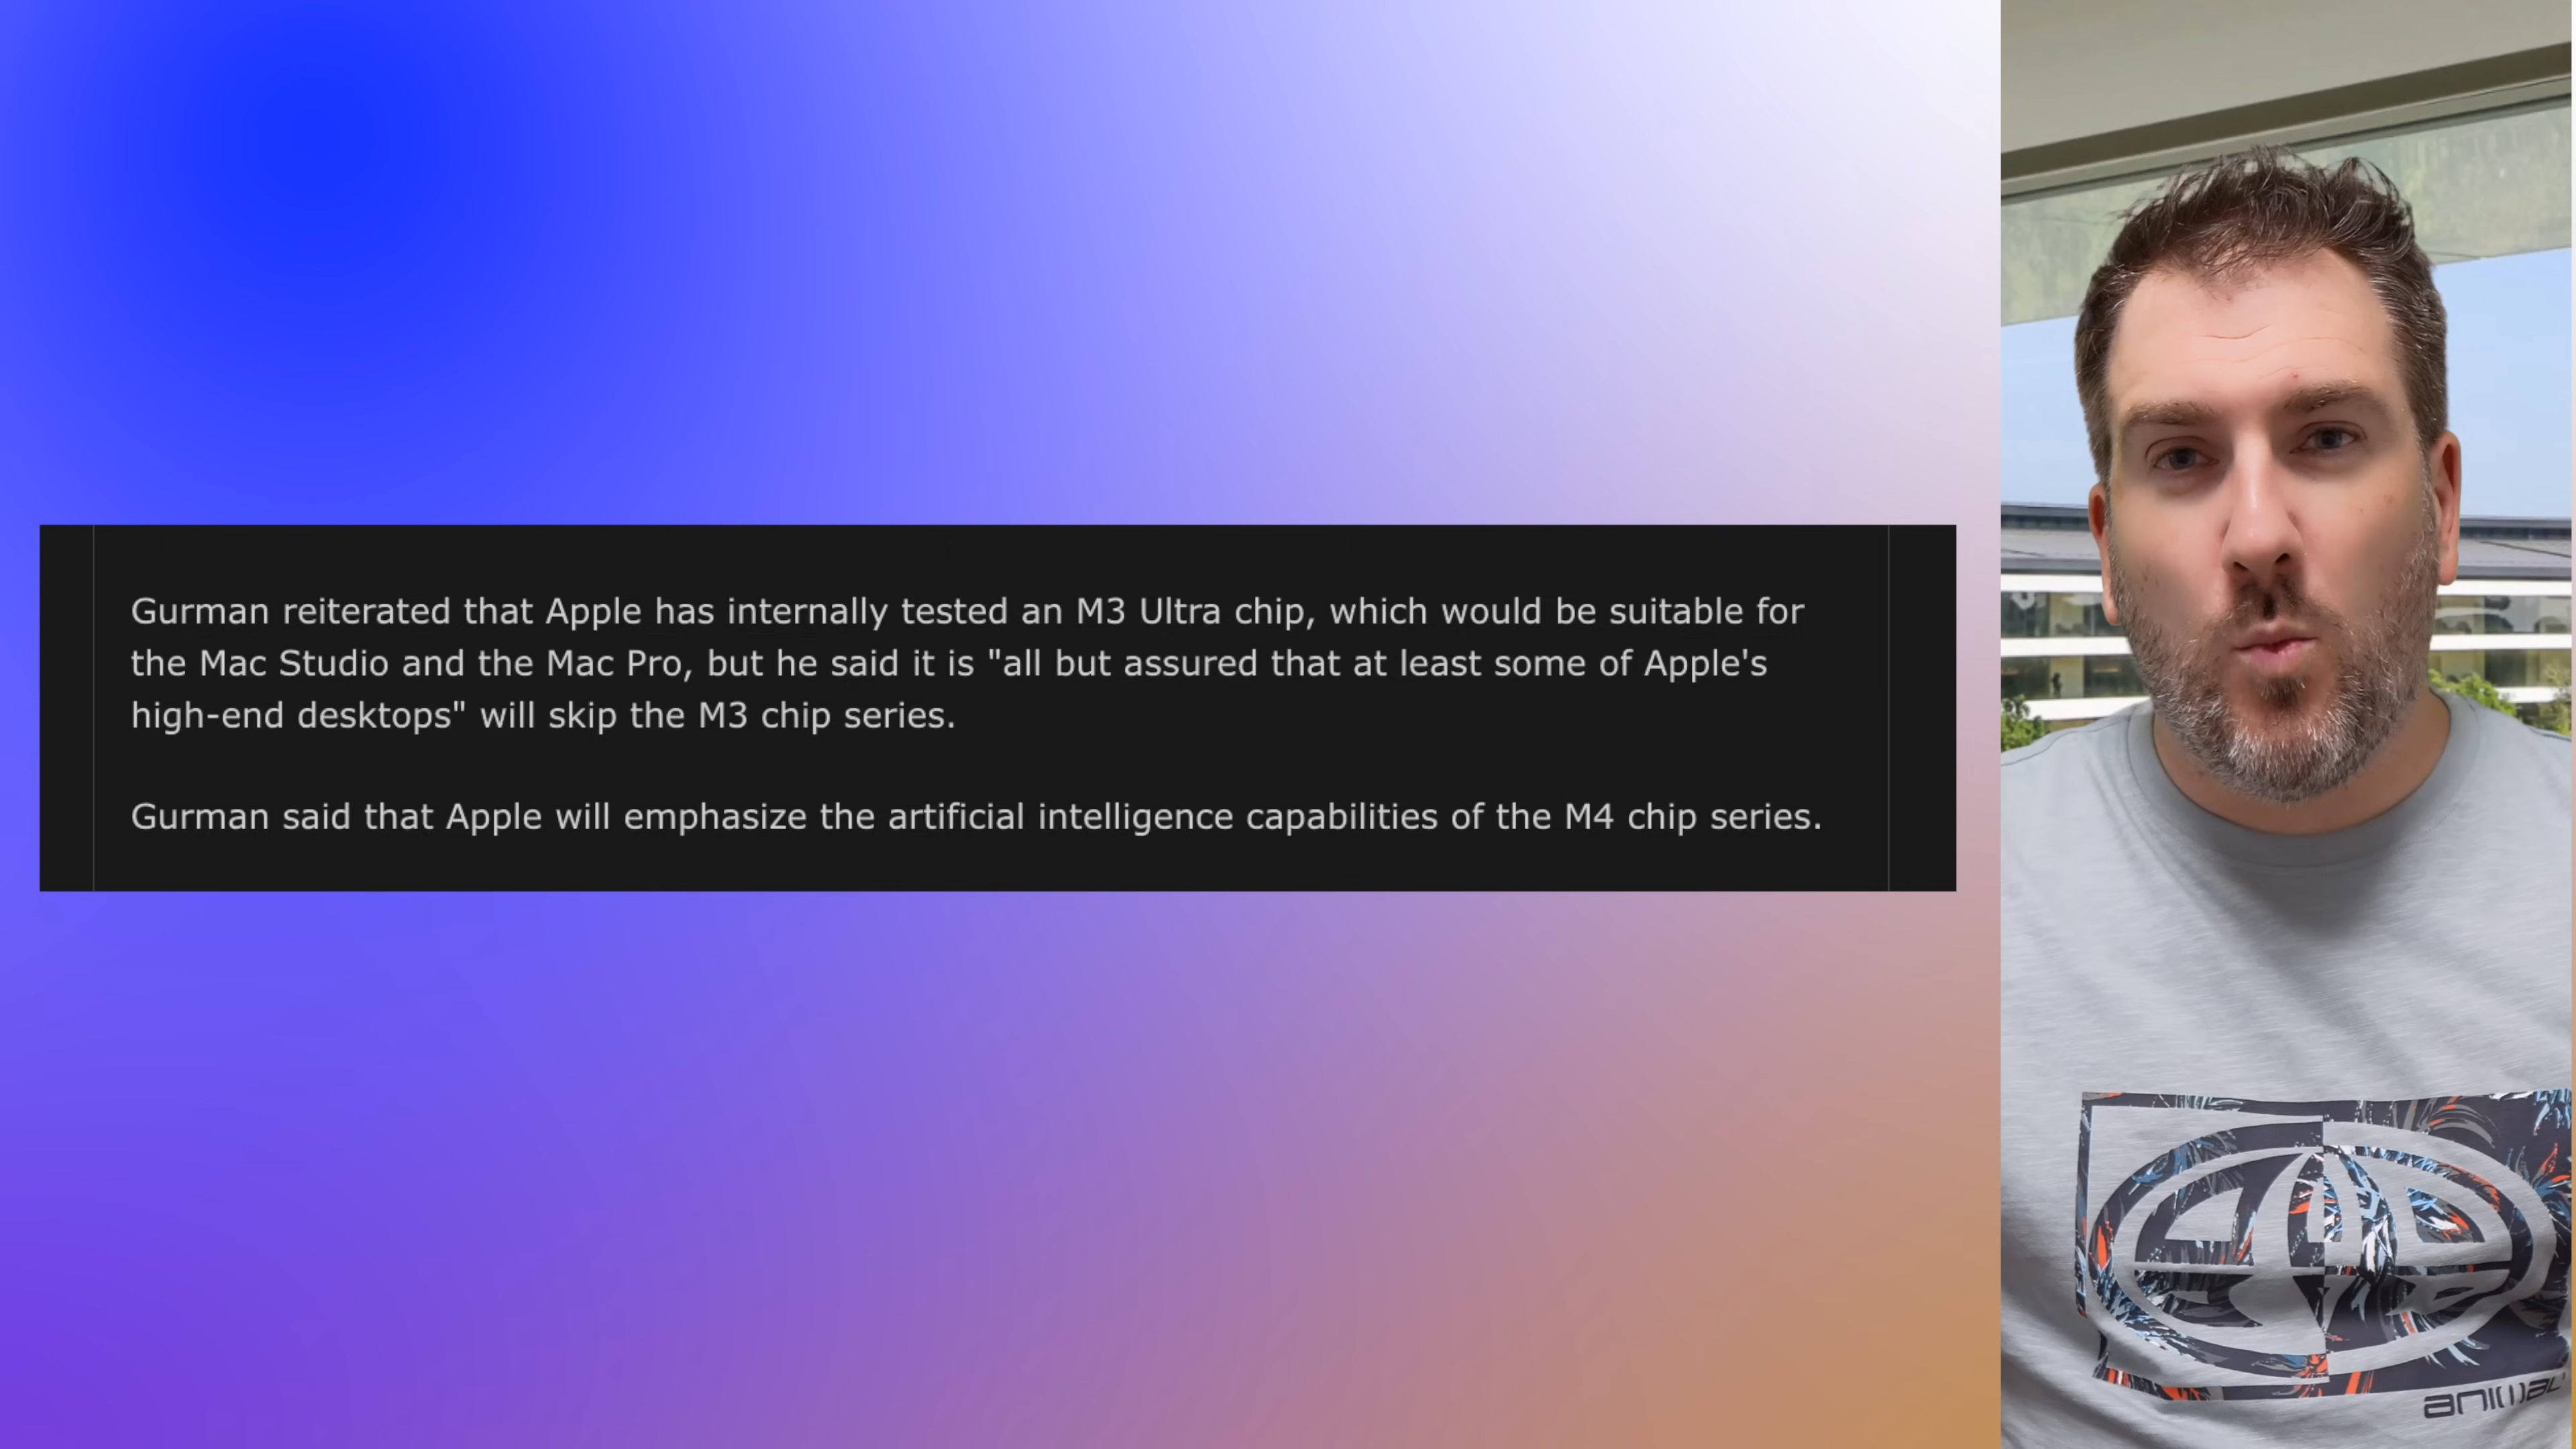 Gurman reiterated that Apple has internally tested an M3 Ultra chip, which would be suitable for
the Mac Studio and the Mac Pro, but he said it is "all but assured that at least some of Apple's
high-end desktops" will skip the M3 chip series.
Gurman said that Apple will emphasize the artificial intelligence capabilities of the M4 chip series.
animal